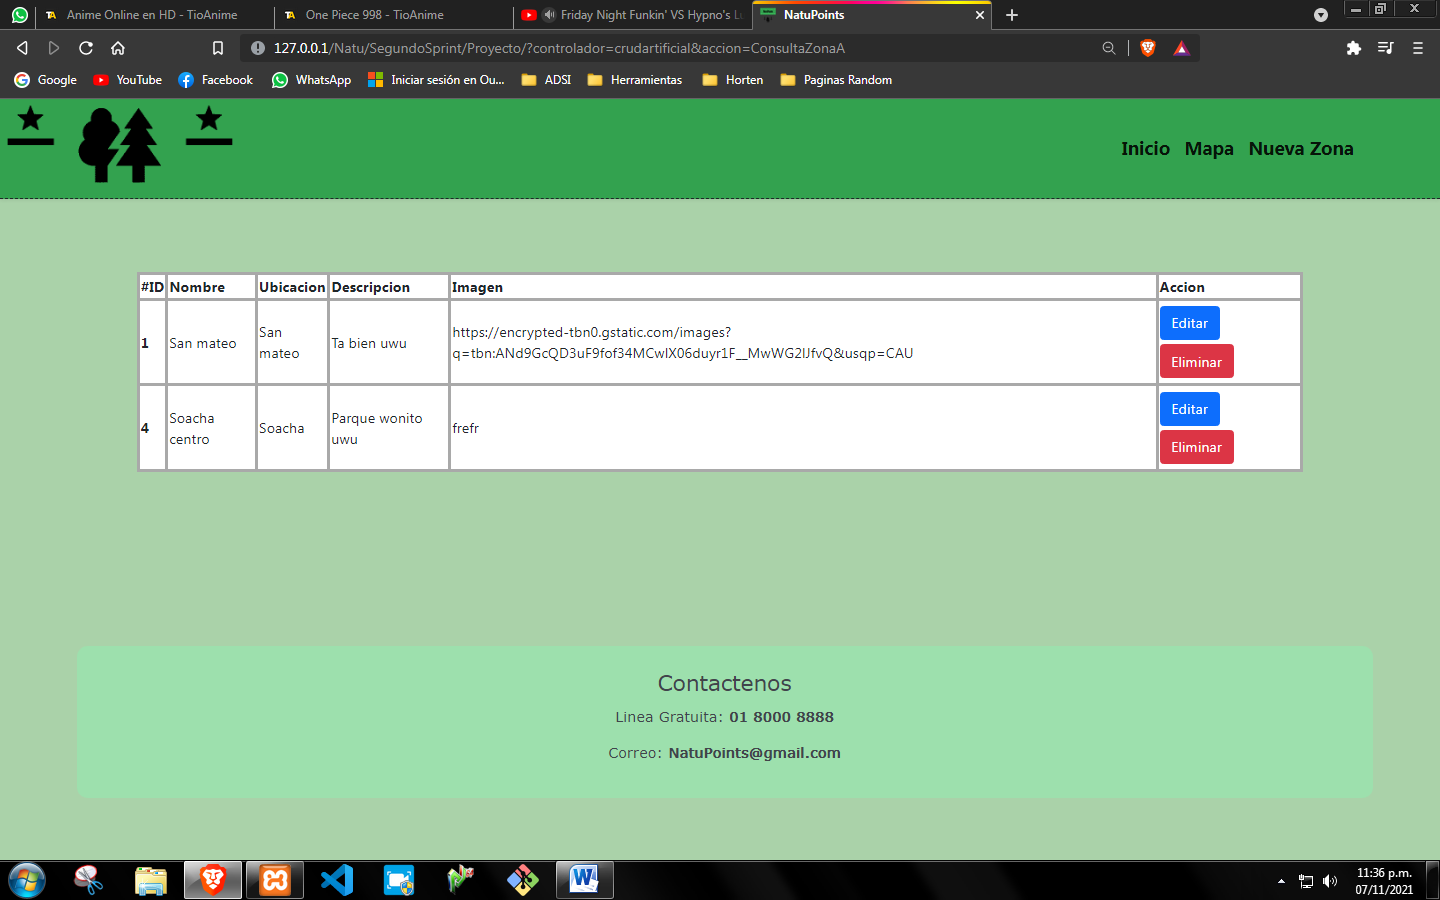 Anime Online en HD - TioAnime
One Piece 998 - TioAnime
Friday Night Funkin' VS Hypno's L
NatuPoints
127.0.0.1/Natu/SegundoSprint/Proyecto/?controlador=crudartificial&accion=ConsultaZonaA
Google YouTube Facebook WhatsApp Iniciar sesión en Ou... ADSI Herramientas Horten Paginas Random
Inicio Mapa Nueva Zona
#ID Nombre Ubicacion Descripcion Imagen Accion
1 San mateo San mateo Ta bien uwu https://encrypted-tbn0.gstatic.com/images?
q=tbn:ANd9GcQD3uF9fof34MCwlX06duyr1F__MwWG2lJfvQ&usqp=CAU
Editar
Eliminar
4 Soacha centro Soacha Parque wonito uwu frefr
Editar
Eliminar
Contactenos
Linea Gratuita: 01 8000 8888
Correo: NatuPoints@gmail.com
11:36 p.m.
07/11/2021